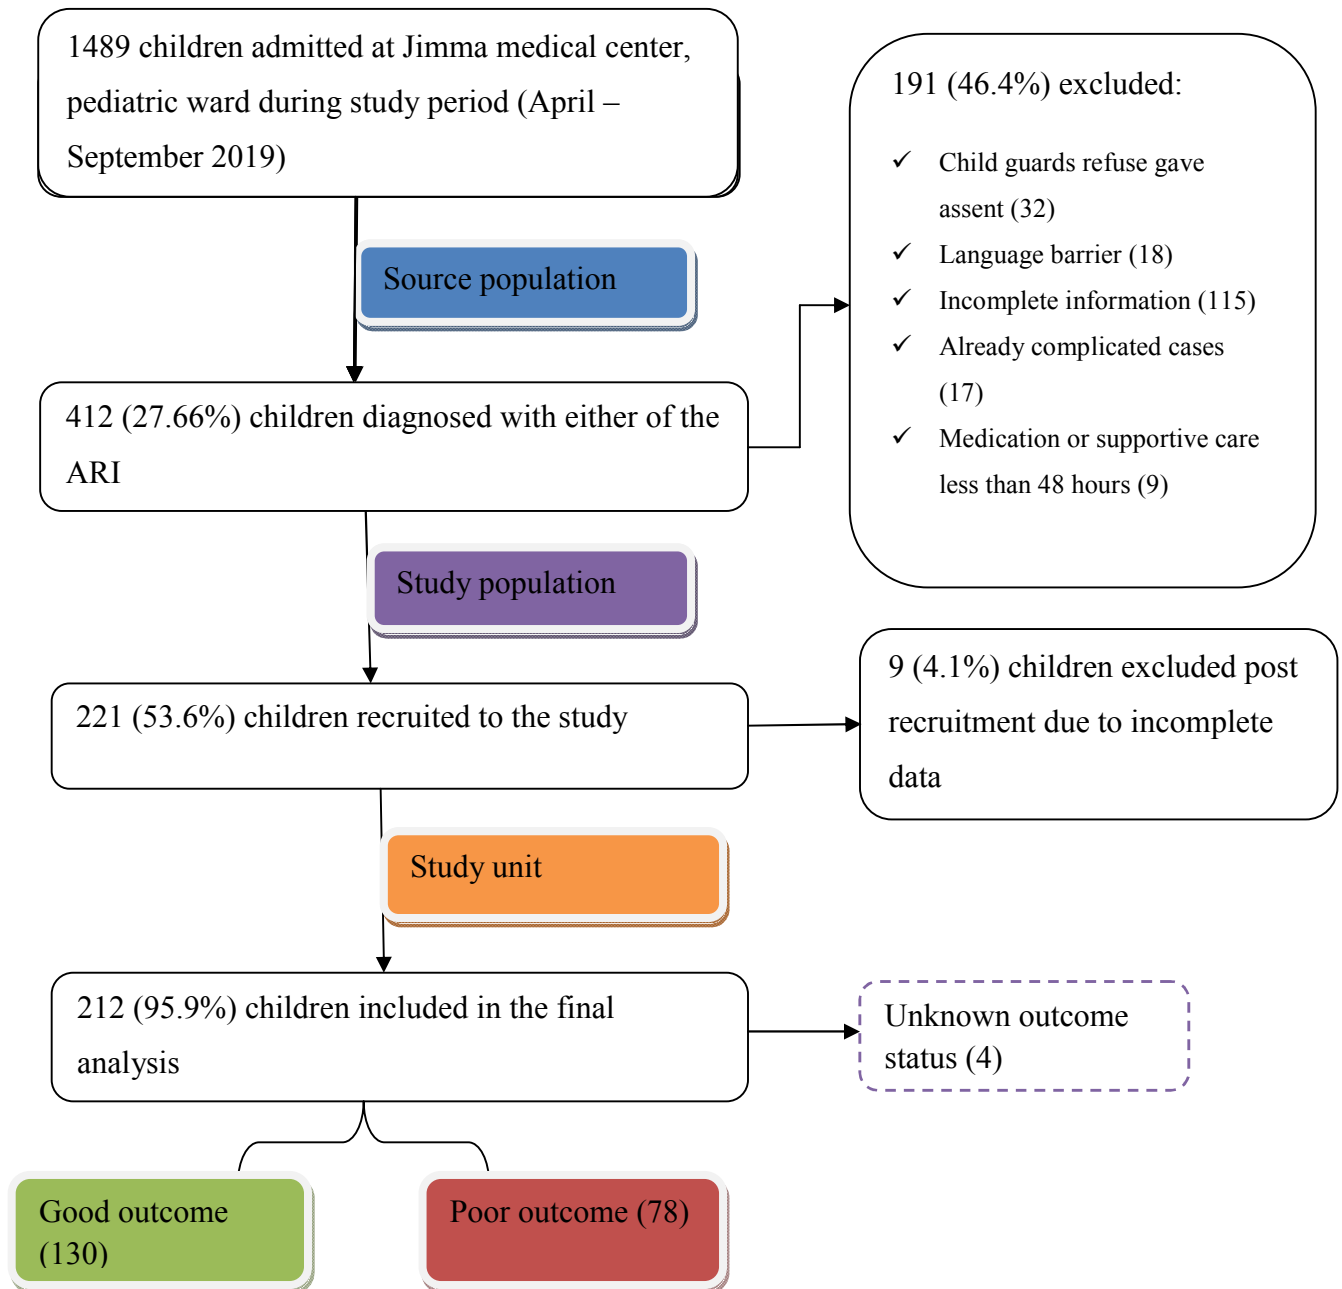 1489 children admitted at Jimma medical center,
pediatric ward during study period (April –
September 2019)
191 (46.4%) excluded:
✓ Child guards refuse gave
assent (32)
✓ Language barrier (18)
✓ Incomplete information (115)
✓ Already complicated cases
(17)
✓ Medication or supportive care
less than 48 hours (9)
Source population
412 (27.66%) children diagnosed with either of the
ARI
Study population
221 (53.6%) children recruited to the study
9 (4.1%) children excluded post
recruitment due to incomplete
data
Study unit
212 (95.9%) children included in the final
analysis
Unknown outcome
status (4)
Good outcome
(130)
Poor outcome (78)